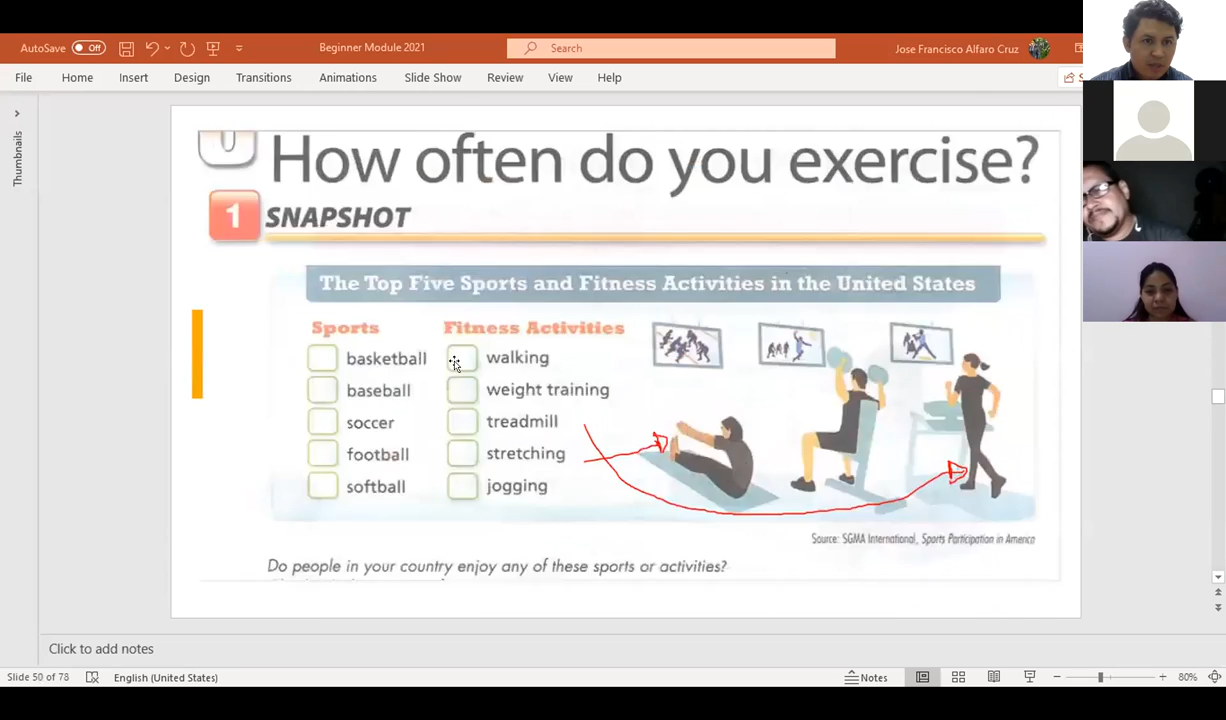 AutoSave Off Beginner Module 2021 Search Jose Francisco Alfaro Cruz
File Home Insert Design Transitions Animations Slide Show Review View Help
Thumbnails
How often do you exercise?
1 SNAPSHOT
The Top Five Sports and Fitness Activities in the United States
Sports Fitness Activities
basketball walking
baseball weight training
soccer treadmill
football stretching
softball jogging
Source: SGMA International, Sports Participation in America
Do people in your country enjoy any of these sports or activities?
Click to add notes
Slide 50 of 78 English (United States) Notes 80%